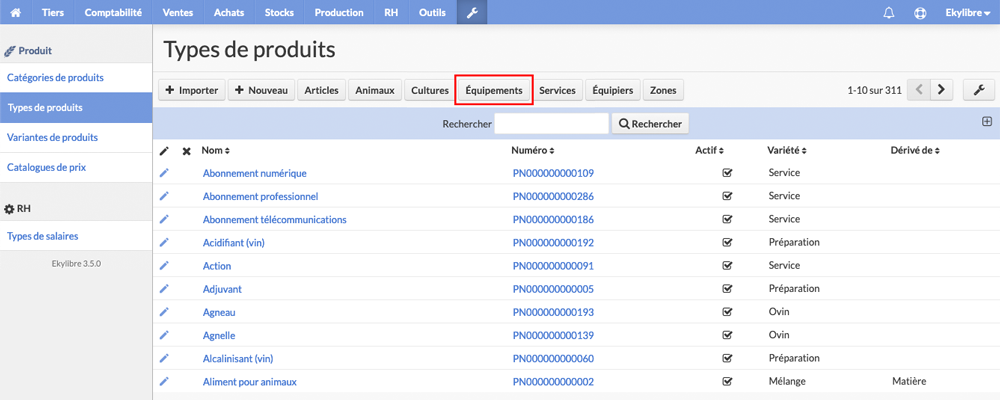 Tiers Comptabilité Ventes Achats Stocks Production RH Outils Ekylibre
Produit
Catégories de produits
Types de produits
Variantes de produits
Catalogues de prix
RH
Types de salaires
Ekylibre 3.5.0
Types de produits
Importer Nouveau Articles Animaux Cultures Équipements Services Équipiers Zones 1-10 sur 311
Rechercher Rechercher
Nom Numéro Actif Variété Dérivé de
Abonnement numérique PN000000000109 Service
Abonnement professionnel PN000000000286 Service
Abonnement télécommunications PN000000000186 Service
Acidifiant (vin) PN000000000192 Préparation
Action PN000000000091 Service
Adjuvant PN000000000005 Préparation
Agneau PN000000000193 Ovin
Agnelle PN000000000139 Ovin
Alcalinisant (vin) PN000000000060 Préparation
Aliment pour animaux PN000000000002 Mélange Matière